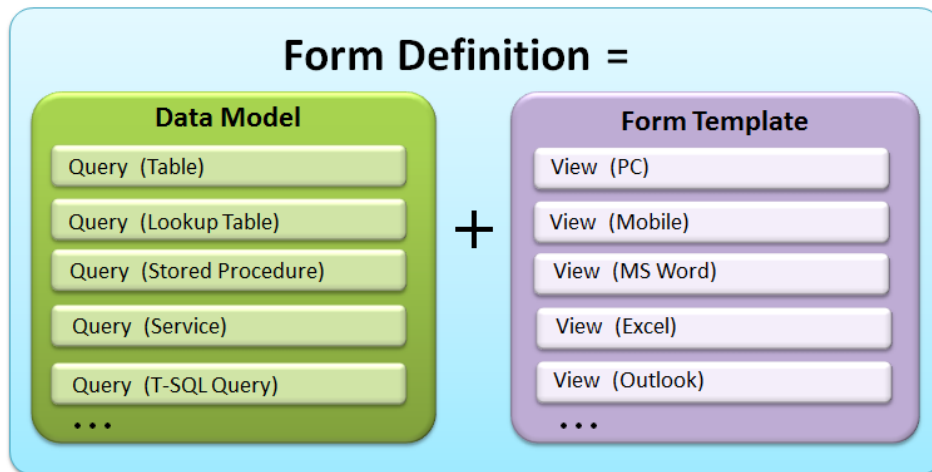 Form Definition =
Data Model
Query (Table)
Query (Lookup Table)
Query (Stored Procedure)
Query (Service)
Query (T-SQL Query)
...
+
Form Template
View (PC)
View (Mobile)
View (MS Word)
View (Excel)
View (Outlook)
...